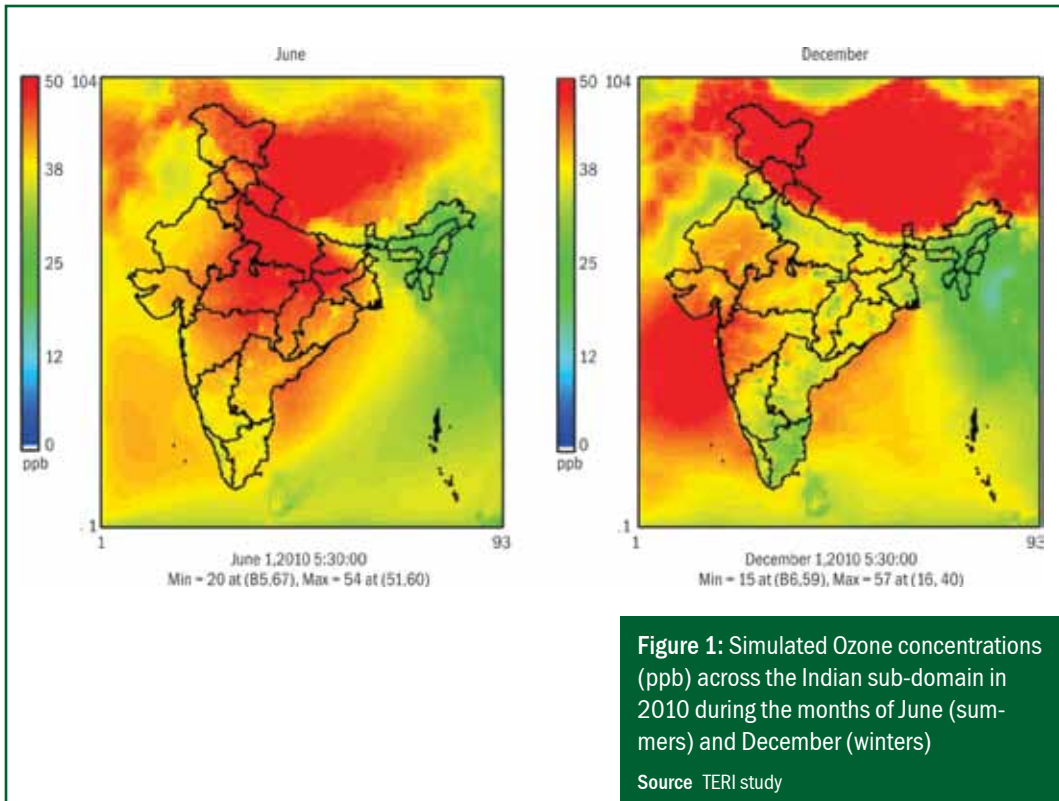 June
50 104
38
25
12
0
ppb
1
1 93
June 1,2010 5:30:00
Min = 20 at (B5,67), Max = 54 at (51,60)
December
50 104
38
25
12
0
ppb
1
1 93
December 1,2010 5:30:00
Min = 15 at (B6,59), Max = 57 at (16, 40)
Figure 1: Simulated Ozone concentrations
(ppb) across the Indian sub-domain in
2010 during the months of June (sum-
mers) and December (winters)
Source TERI study